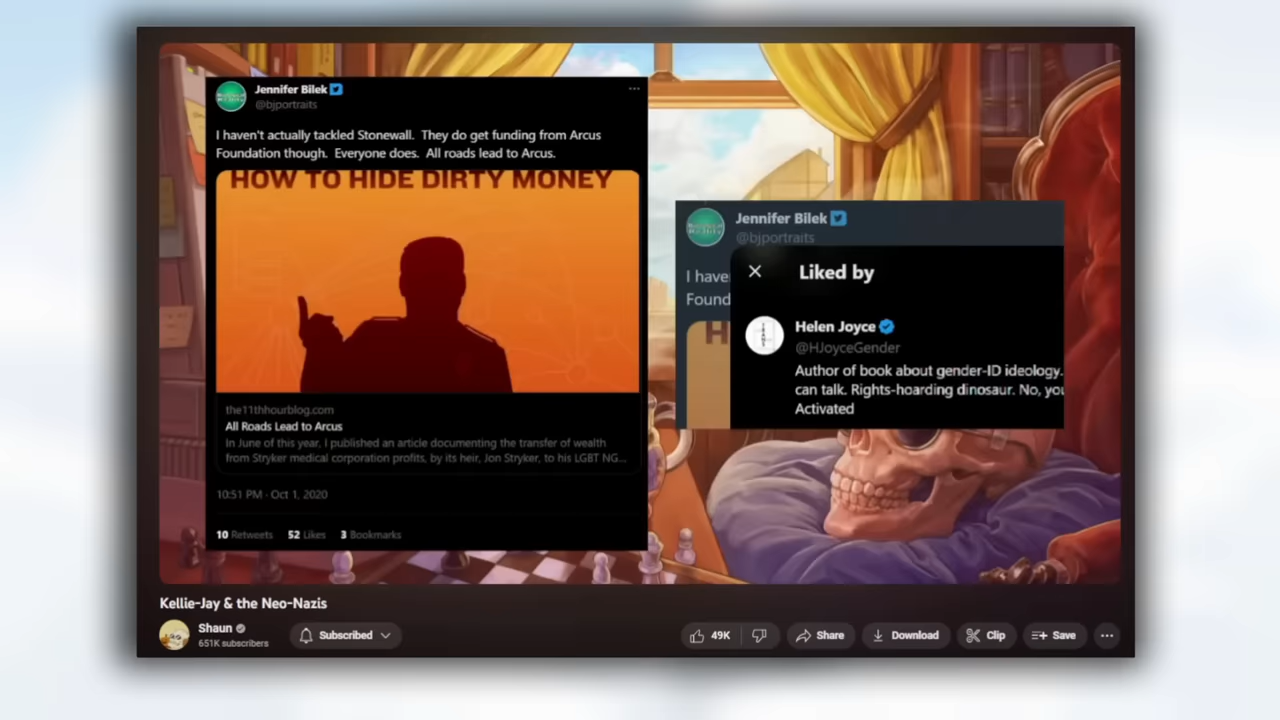 Jennifer Bilek
@bjportraits
I haven't actually tackled Stonewall. They do get funding from Arcus
Foundation though. Everyone does. All roads lead to Arcus.
HOW TO HIDE DIRTY MONEY
the11thhourblog.com
All Roads Lead to Arcus
In June of this year, I published an article documenting the transfer of wealth
from Stryker medical corporation profits, by its heir, Jon Stryker, to his LGBT NG...
10:51 PM · Oct 1, 2020
10 Retweets 52 Likes 3 Bookmarks
Jennifer Bilek
@bjportraits
I have
Found
H
Liked by
Helen Joyce
@HJoyceGender
Author of book about gender-ID ideology.
can talk. Rights-hoarding dinosaur. No, you
Activated
Kellie-Jay & the Neo-Nazis
Shaun
651K subscribers
Subscribed
49K
Share
Download
Clip
Save